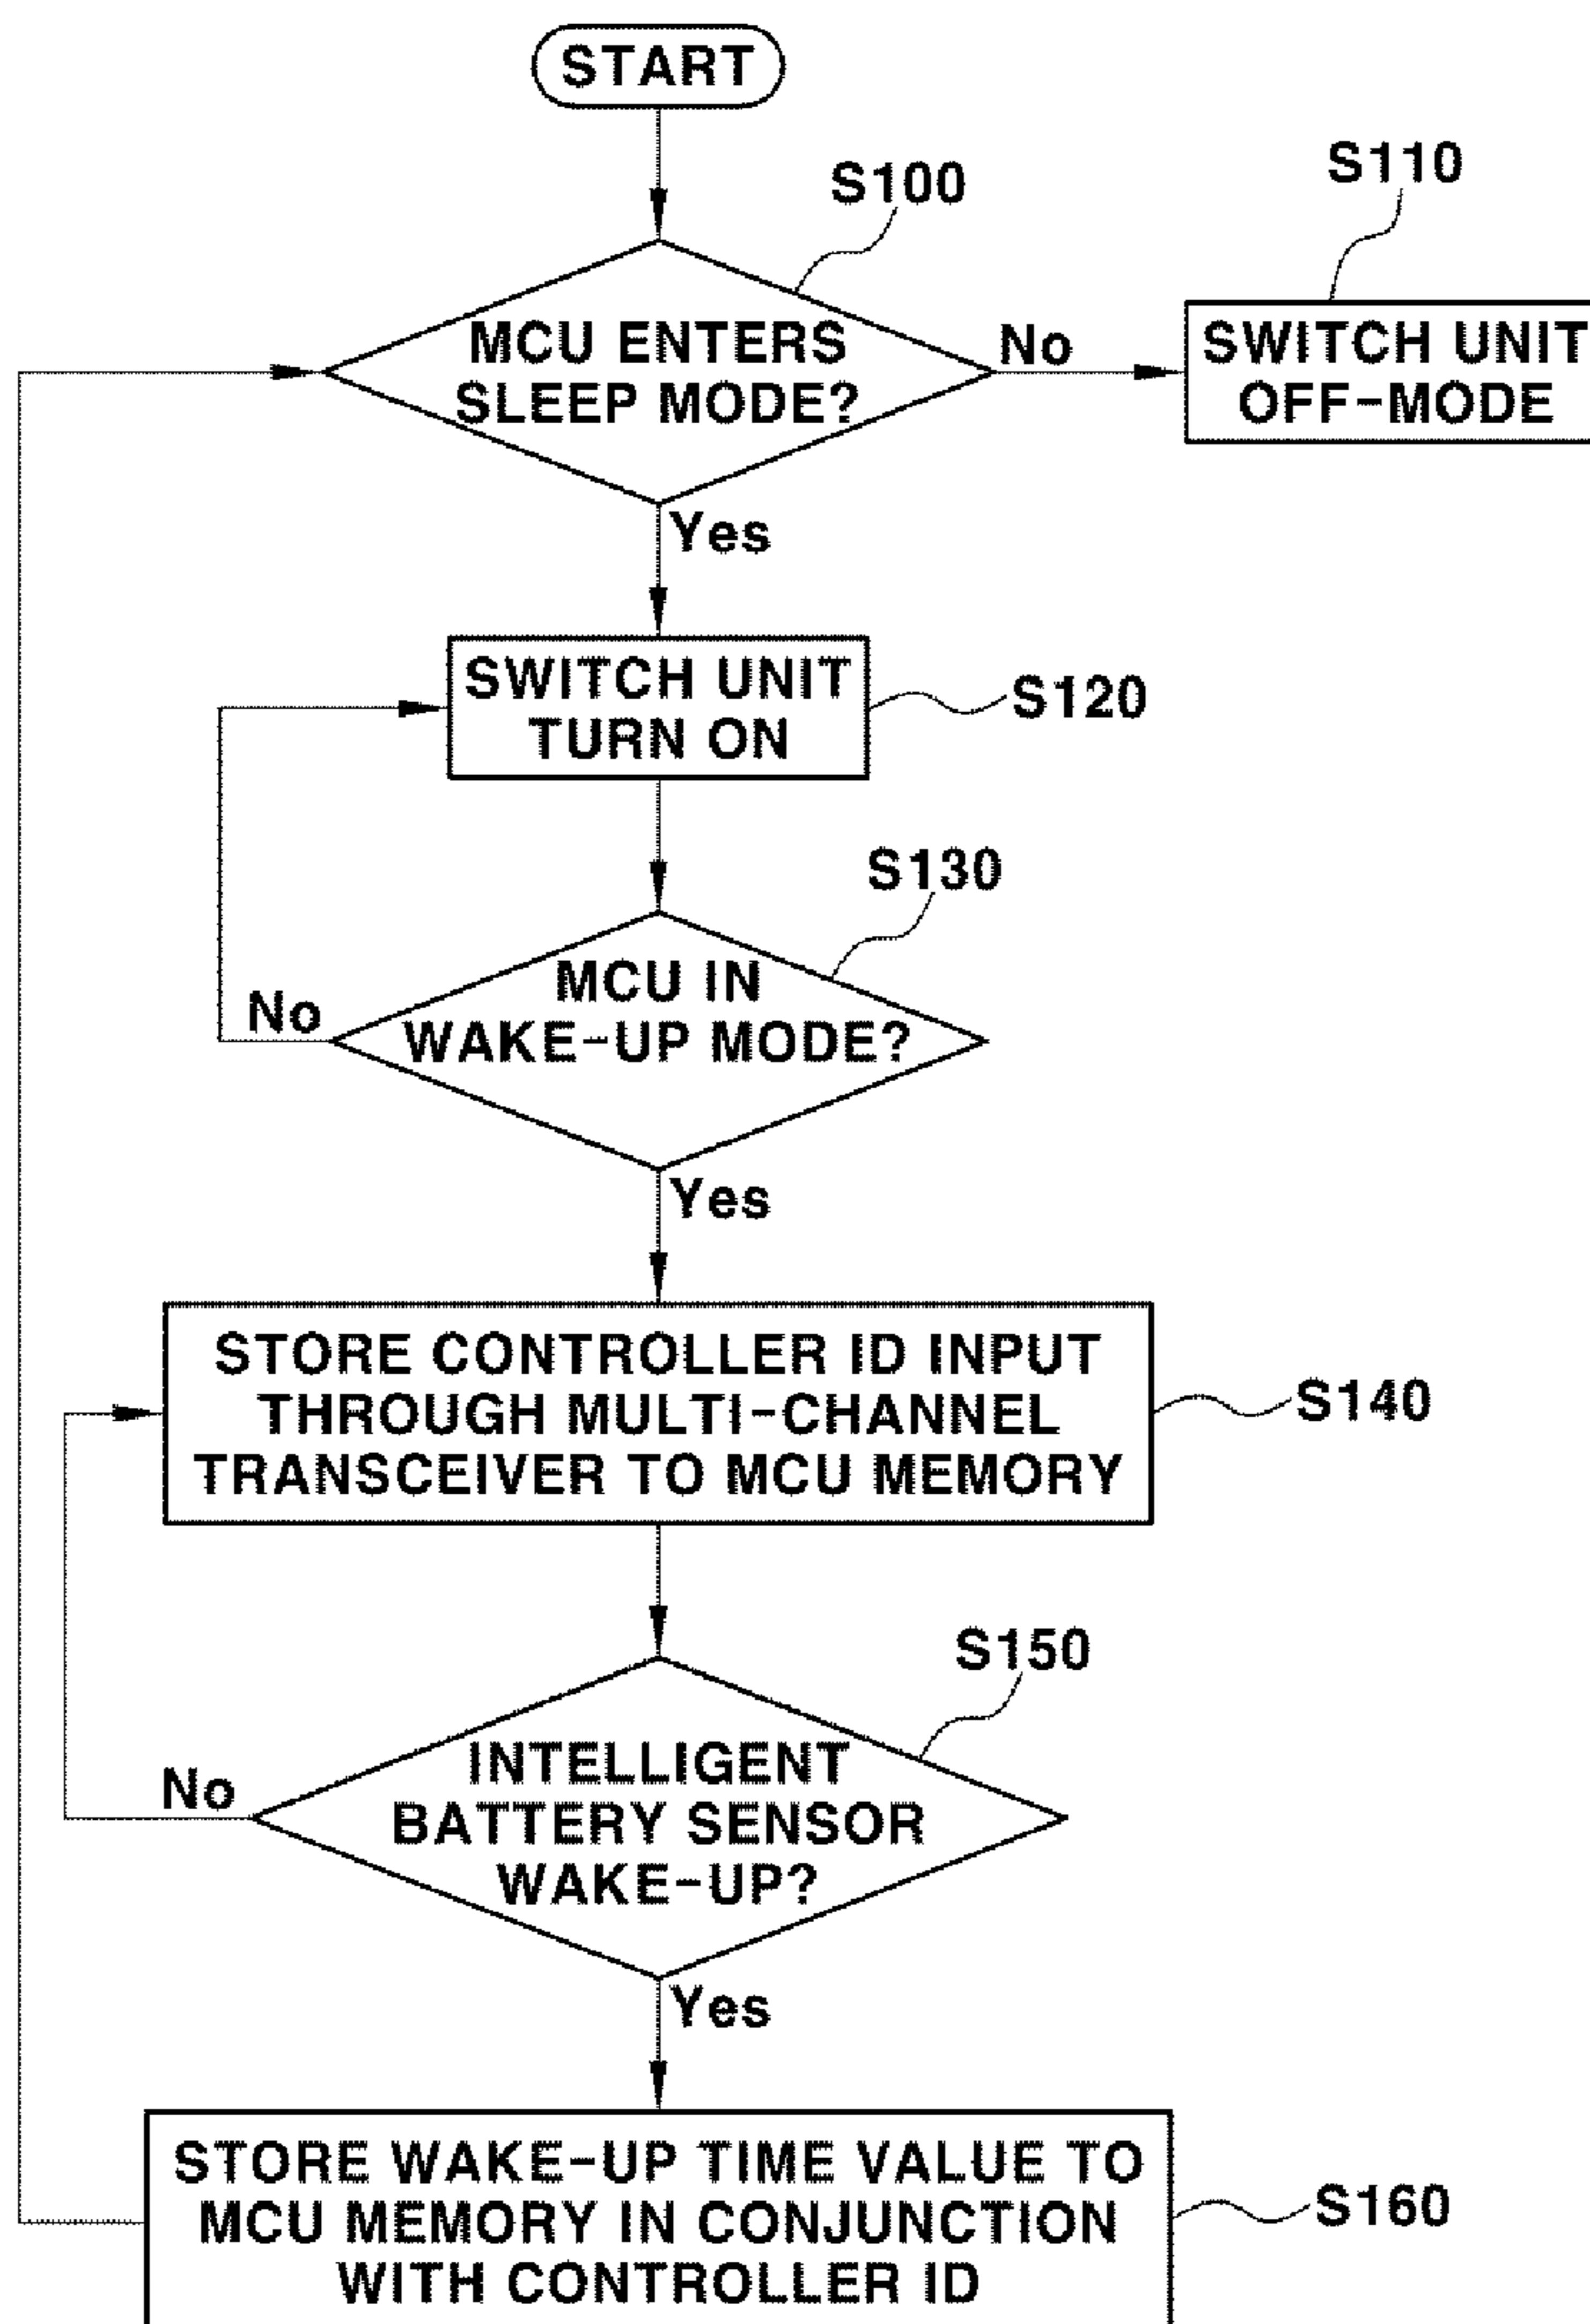 START
S100
S110
MCU ENTERS
SLEEP MODE?
No
SWITCH UNIT
OFF-MODE
Yes
SWITCH UNIT
TURN ON
S120
S130
MCU IN
WAKE-UP MODE?
No
Yes
STORE CONTROLLER ID INPUT
THROUGH MULTI-CHANNEL
TRANSCEIVER TO MCU MEMORY
S140
S150
INTELLIGENT
BATTERY SENSOR
WAKE-UP?
No
Yes
STORE WAKE-UP TIME VALUE TO
MCU MEMORY IN CONJUNCTION
WITH CONTROLLER ID
S160